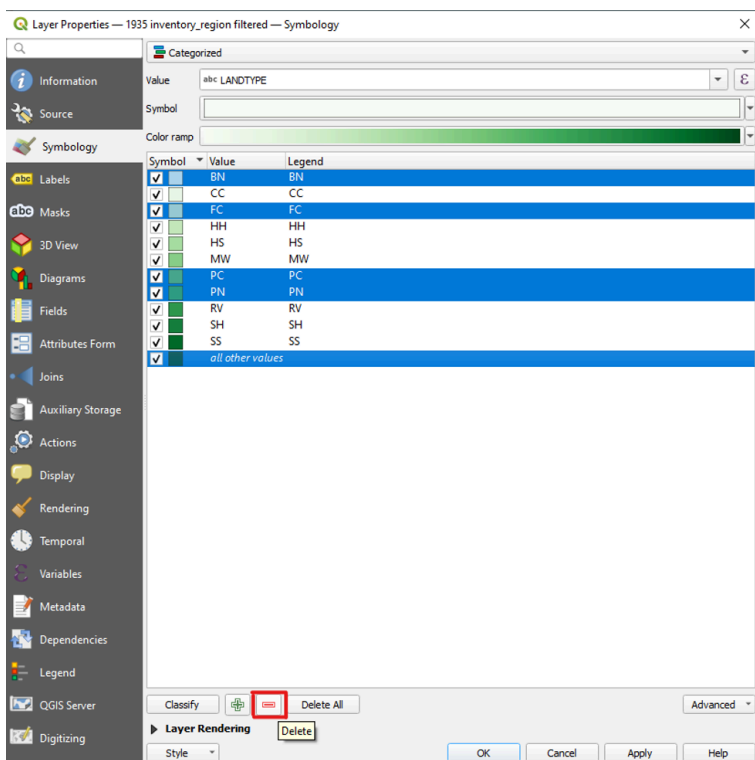 Layer Properties — 1935 inventory_region filtered — Symbology
Information
Source
Symbology
abc Labels
abc Masks
3D View
Diagrams
Fields
Attributes Form
Joins
Auxiliary Storage
Actions
Display
Rendering
Temporal
Variables
Metadata
Dependencies
Legend
QGIS Server
Digitizing
Categorized
Value abc LANDTYPE ε
Symbol
Color ramp
Symbol Value Legend
BN BN
CC CC
FC FC
HH HH
HS HS
MW MW
PC PC
PN PN
RV RV
SH SH
SS SS
all other values
Classify Delete All Advanced
Layer Rendering
Delete
Style OK Cancel Apply Help